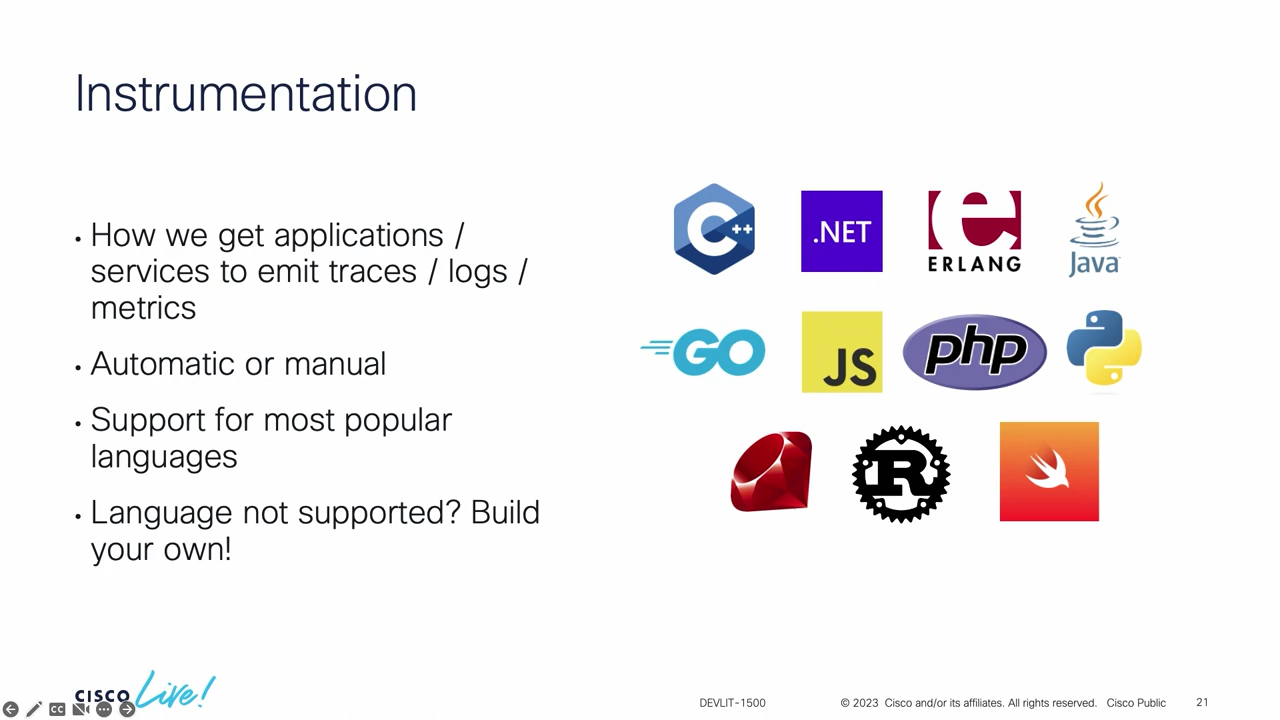 Instrumentation
• How we get applications /
services to emit traces / logs /
metrics
• Automatic or manual
• Support for most popular
languages
• Language not supported? Build
your own!
C++
.NET
e
ERLANG
Java
GO
JS
php
R
CISCO Live!
CC
DEVLIT-1500
© 2023 Cisco and/or its affiliates. All rights reserved. Cisco Public
21